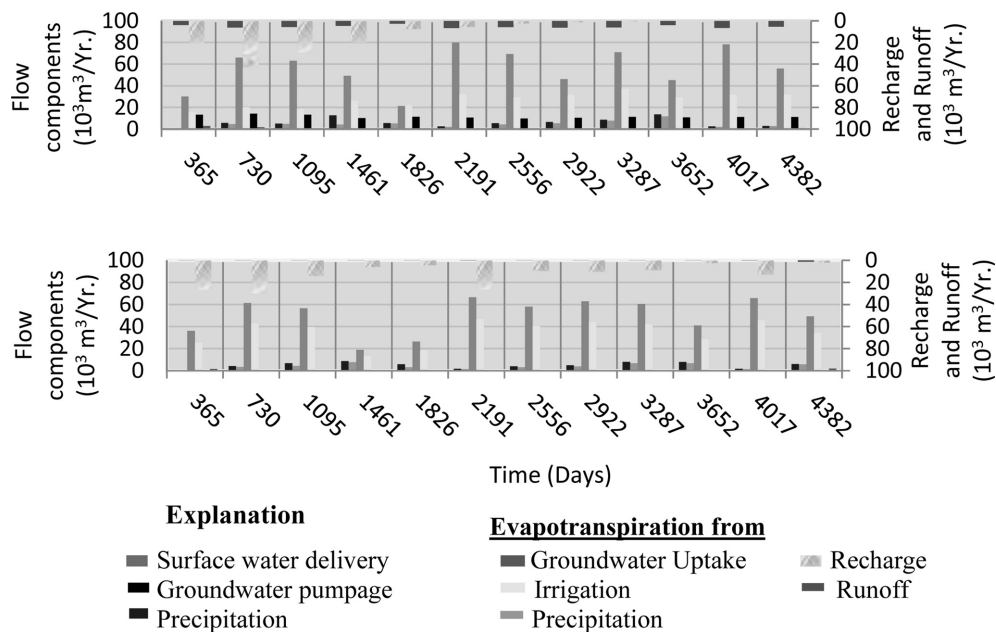 Flow components (10³m³/Yr.)
100
80
60
40
20
0
0
20
40
60
80
100
Recharge and Runoff (10³ m³/Yr.)
365 730 1095 1461 1826 2191 2556 2922 3287 3652 4017 4382
Flow components (10³ m³/Yr.)
100
80
60
40
20
0
0
20
40
60
80
100
Recharge and Runoff (10³ m³/Yr.)
365 730 1095 1461 1826 2191 2556 2922 3287 3652 4017 4382
Time (Days)
Explanation
Surface water delivery
Groundwater pumpage
Precipitation
Evapotranspiration from
Groundwater Uptake
Irrigation
Precipitation
Recharge
Runoff